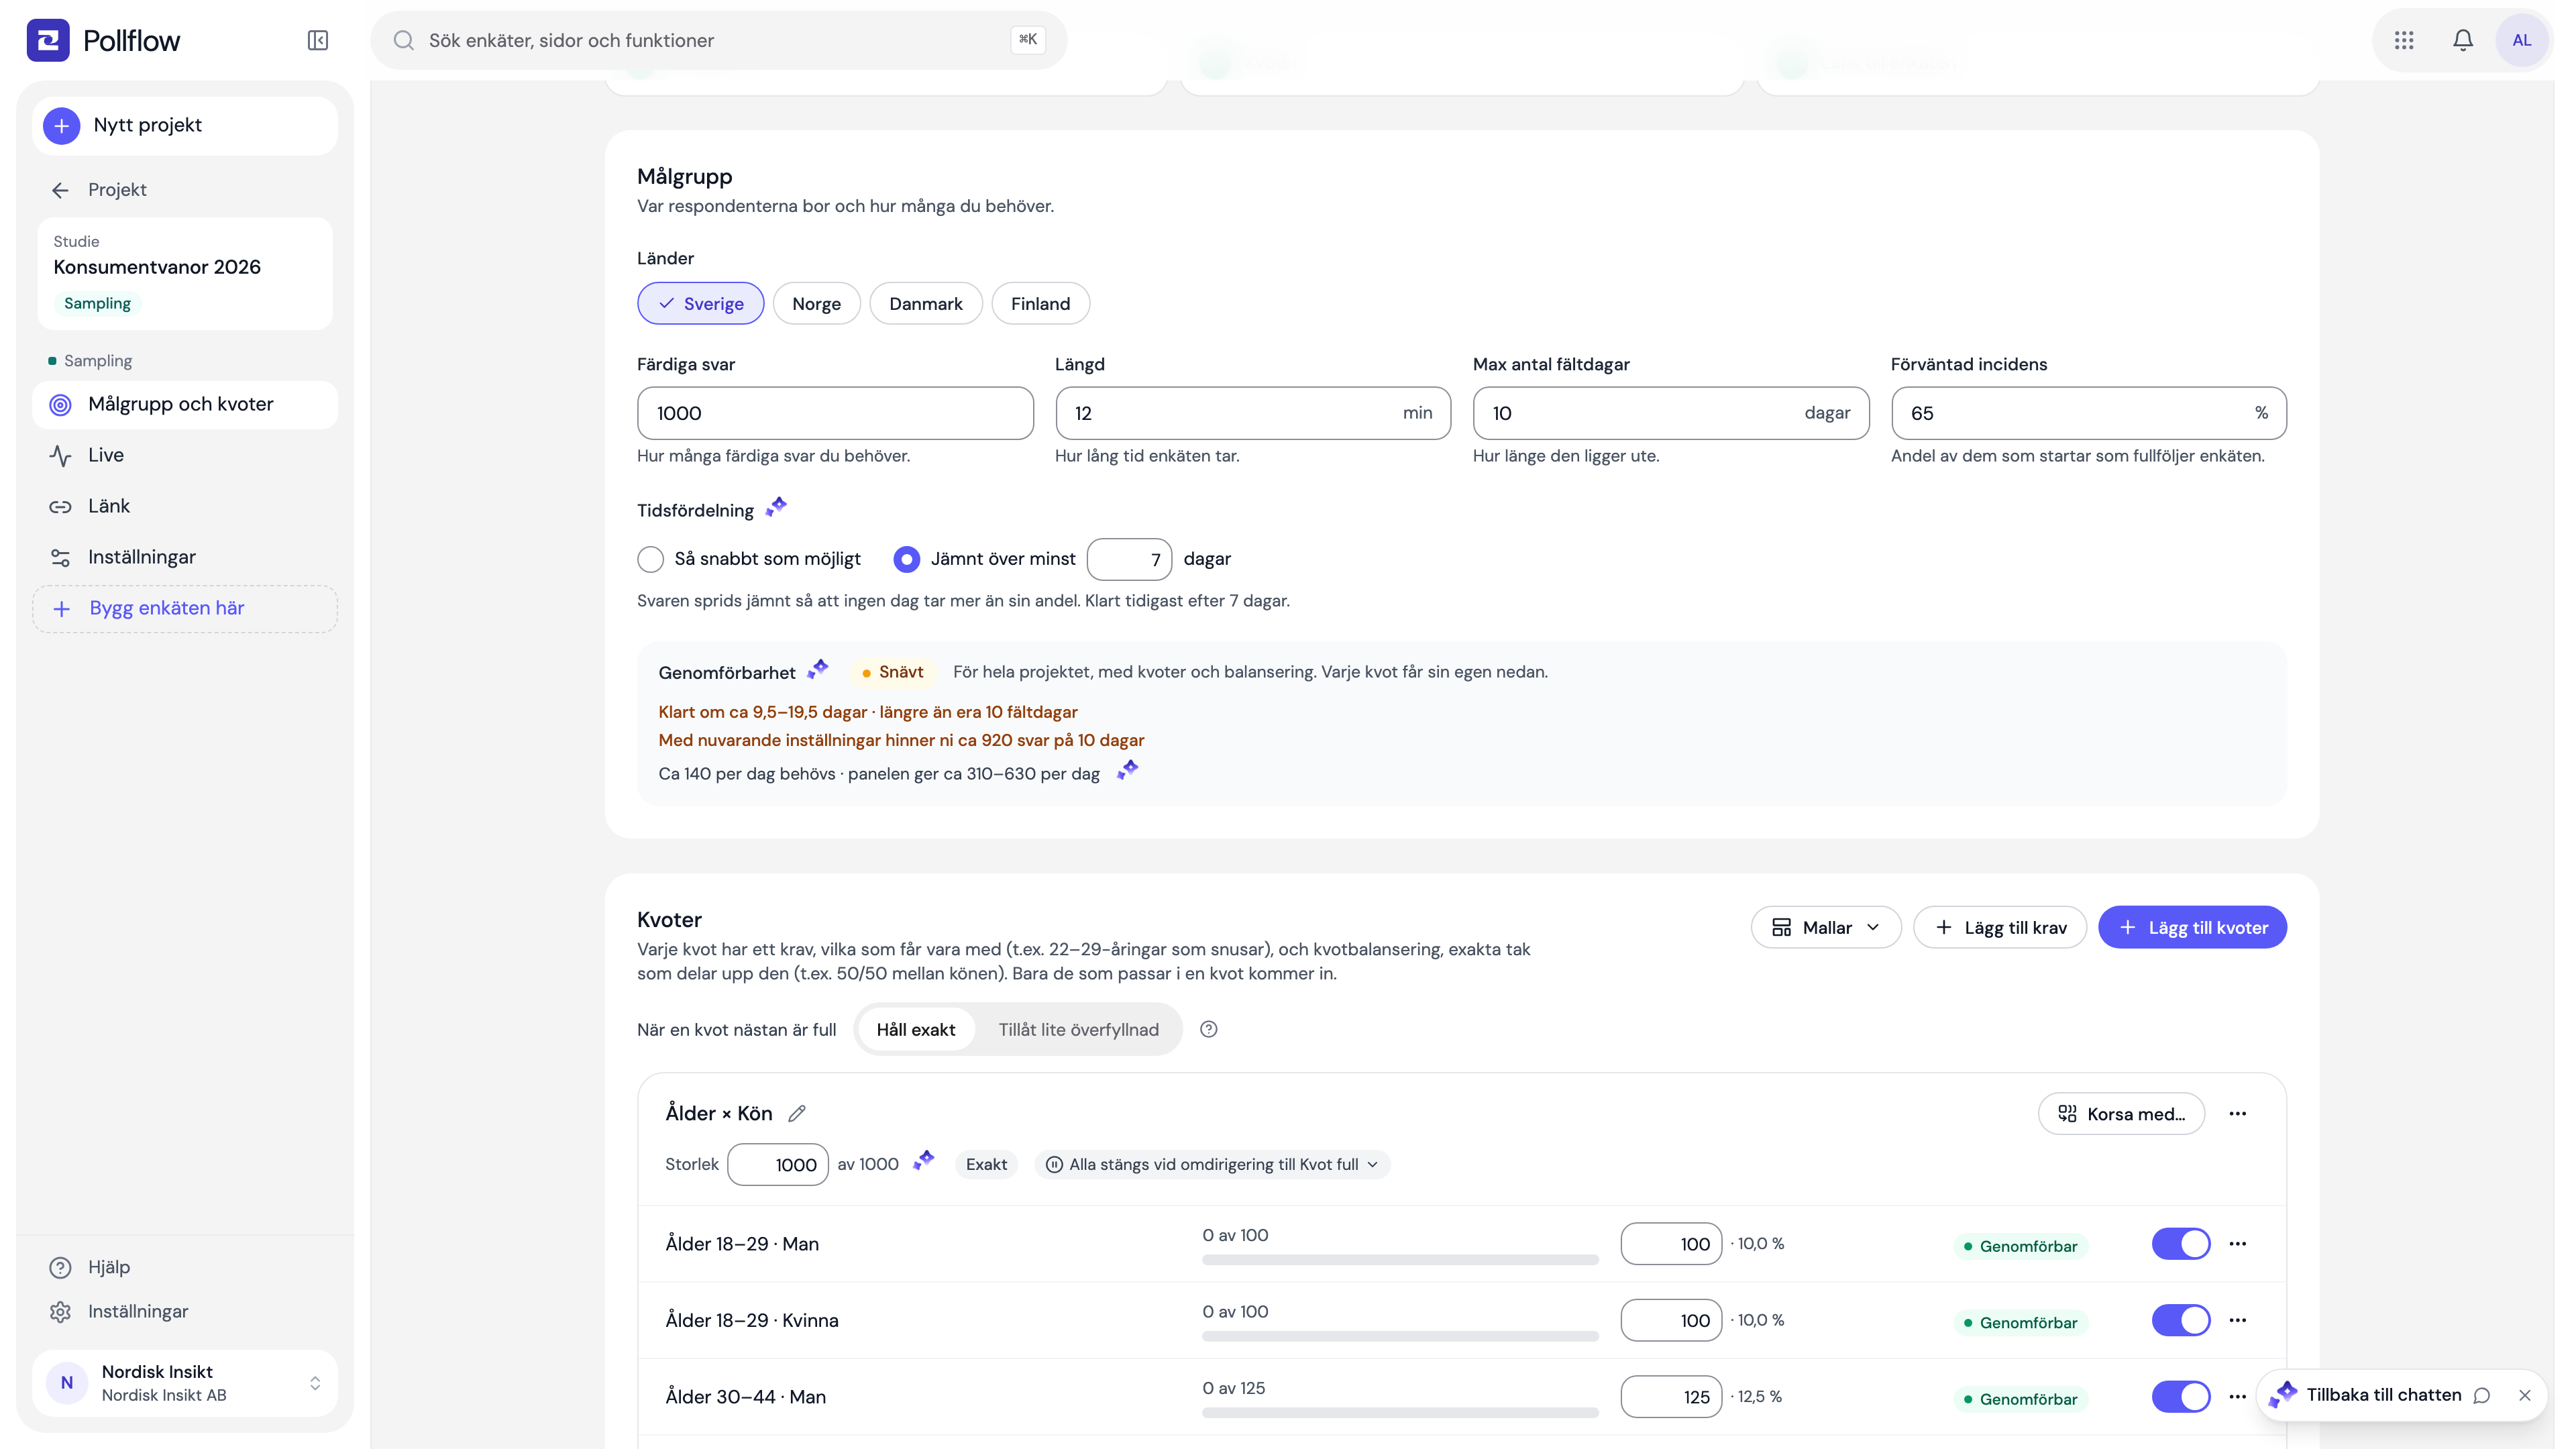 Pollflow
Sök enkäter, sidor och funktioner
⌘K
AL
Nytt projekt
Projekt
Studie
Konsumentvanor 2026
Sampling
Sampling
Målgrupp och kvoter
Live
Länk
Inställningar
Bygg enkäten här
Hjälp
Inställningar
N
Nordisk Insikt
Nordisk Insikt AB
Målgrupp
Var respondenterna bor och hur många du behöver.
Länder
Sverige
Norge
Danmark
Finland
Färdiga svar
1000
Hur många färdiga svar du behöver.
Längd
12 min
Hur lång tid enkäten tar.
Max antal fältdagar
10 dagar
Hur länge den ligger ute.
Förväntad incidens
65 %
Andel av dem som startar som fullföljer enkäten.
Tidsfördelning
Så snabbt som möjligt
Jämnt över minst 7 dagar
Svaren sprids jämnt så att ingen dag tar mer än sin andel. Klart tidigast efter 7 dagar.
Genomförbarhet
Snävt
För hela projektet, med kvoter och balansering. Varje kvot får sin egen nedan.
Klart om ca 9,5–19,5 dagar · längre än era 10 fältdagar
Med nuvarande inställningar hinner ni ca 920 svar på 10 dagar
Ca 140 per dag behövs · panelen ger ca 310–630 per dag
Kvoter
Varje kvot har ett krav, vilka som får vara med (t.ex. 22–29-åringar som snusar), och kvotbalansering, exakta tak
som delar upp den (t.ex. 50/50 mellan könen). Bara de som passar i en kvot kommer in.
Mallar
Lägg till krav
Lägg till kvoter
När en kvot nästan är full
Håll exakt
Tillåt lite överfyllnad
Ålder × Kön
Korsa med...
Storlek 1000 av 1000
Exakt
Alla stängs vid omdirigering till Kvot full
Ålder 18–29 · Man
0 av 100
100 · 10,0 %
Genomförbar
Ålder 18–29 · Kvinna
0 av 100
100 · 10,0 %
Genomförbar
Ålder 30–44 · Man
0 av 125
125 · 12,5 %
Genomförbar
Tillbaka till chatten